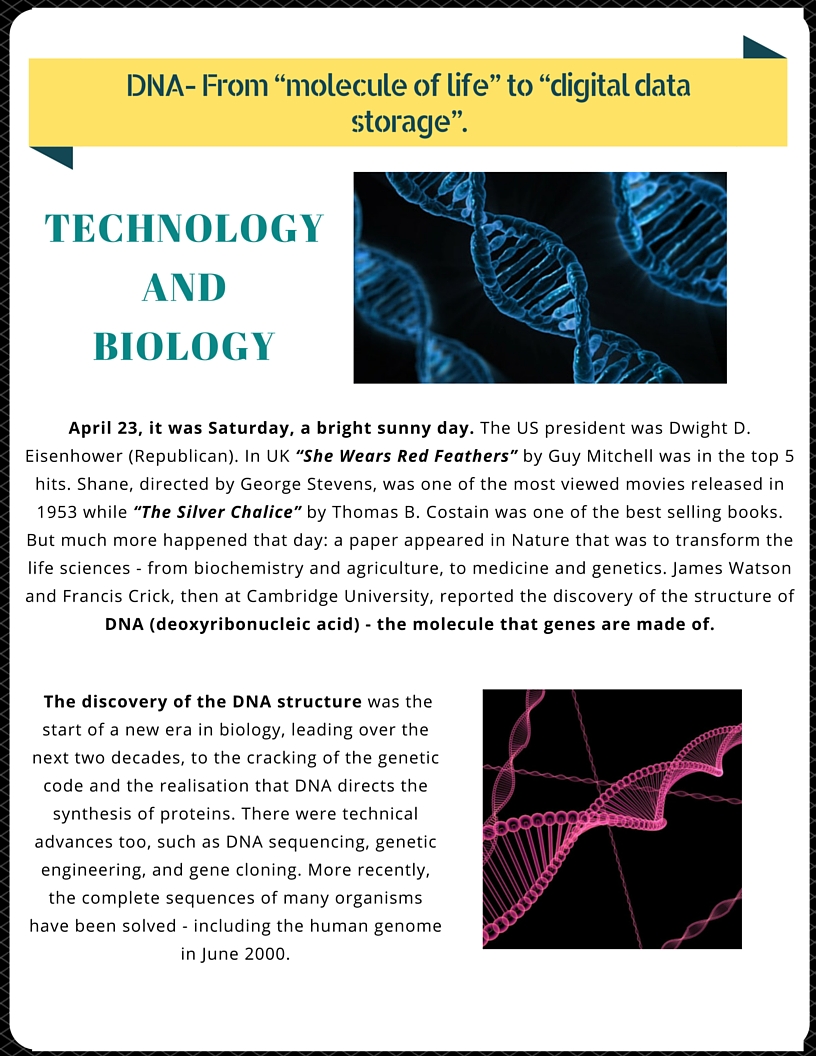 DNA- From “molecule of life” to “digital data
storage”.
TECHNOLOGY
AND
BIOLOGY
April 23, it was Saturday, a bright sunny day. The US president was Dwight D.
Eisenhower (Republican). In UK “She Wears Red Feathers” by Guy Mitchell was in the top 5
hits. Shane, directed by George Stevens, was one of the most viewed movies released in
1953 while “The Silver Chalice” by Thomas B. Costain was one of the best selling books.
But much more happened that day: a paper appeared in Nature that was to transform the
life sciences - from biochemistry and agriculture, to medicine and genetics. James Watson
and Francis Crick, then at Cambridge University, reported the discovery of the structure of
DNA (deoxyribonucleic acid) - the molecule that genes are made of.
The discovery of the DNA structure was the
start of a new era in biology, leading over the
next two decades, to the cracking of the genetic
code and the realisation that DNA directs the
synthesis of proteins. There were technical
advances too, such as DNA sequencing, genetic
engineering, and gene cloning. More recently,
the complete sequences of many organisms
have been solved - including the human genome
in June 2000.